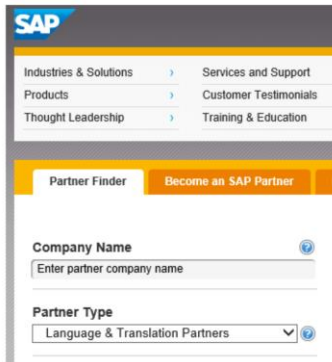 SAP
Industries & Solutions
Services and Support
Products
Customer Testimonials
Thought Leadership
Training & Education
Partner Finder
Become an SAP Partner
Company Name
Enter partner company name
Partner Type
Language & Translation Partners